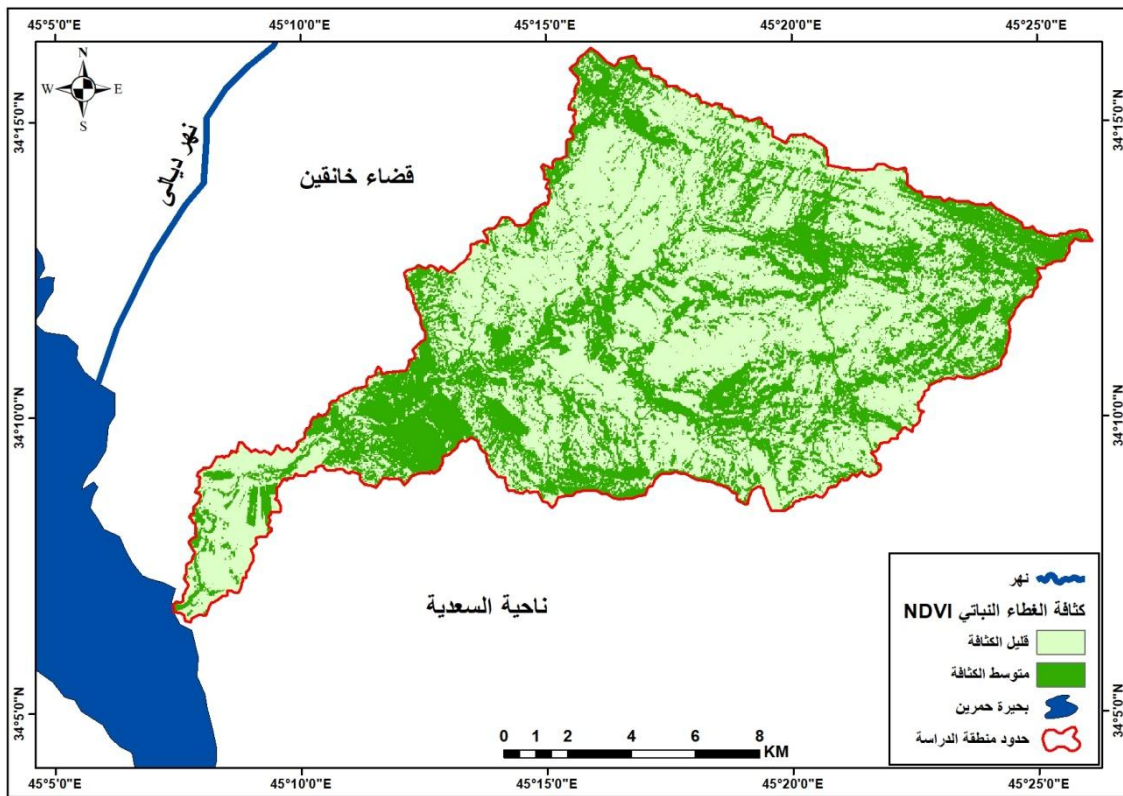 45°5'0"E 45°10'0"E 45°15'0"E 45°20'0"E 45°25'0"E
N
W E
S
34°15'0"N 34°15'0"N
نهر ديالى
قضاء خانقين
34°10'0"N 34°10'0"N
ناحية السعدية
34°5'0"N 34°5'0"N
نهر
كثافة الغطاء النباتي NDVI
قليل الكثافة
متوسط الكثافة
بحيرة حمرين
حدود منطقة الدراسة
0 1 2 4 6 8
KM
45°5'0"E 45°10'0"E 45°15'0"E 45°20'0"E 45°25'0"E